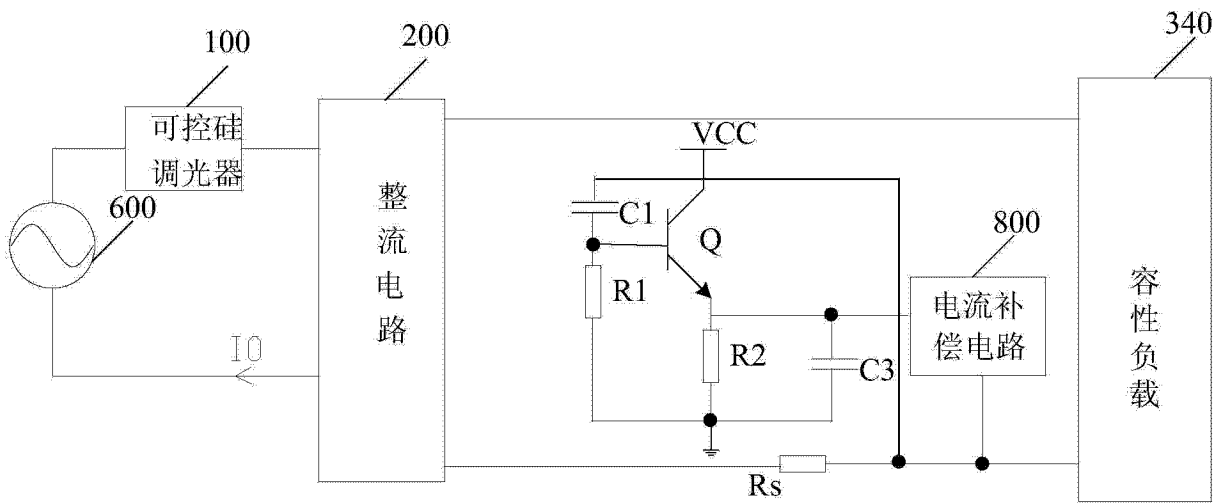 100
200
340
可控硅
调光器
600
整流电路
VCC
C1
Q
R1
800
电流补
偿电路
容性负载
R2
C3
I0
Rs